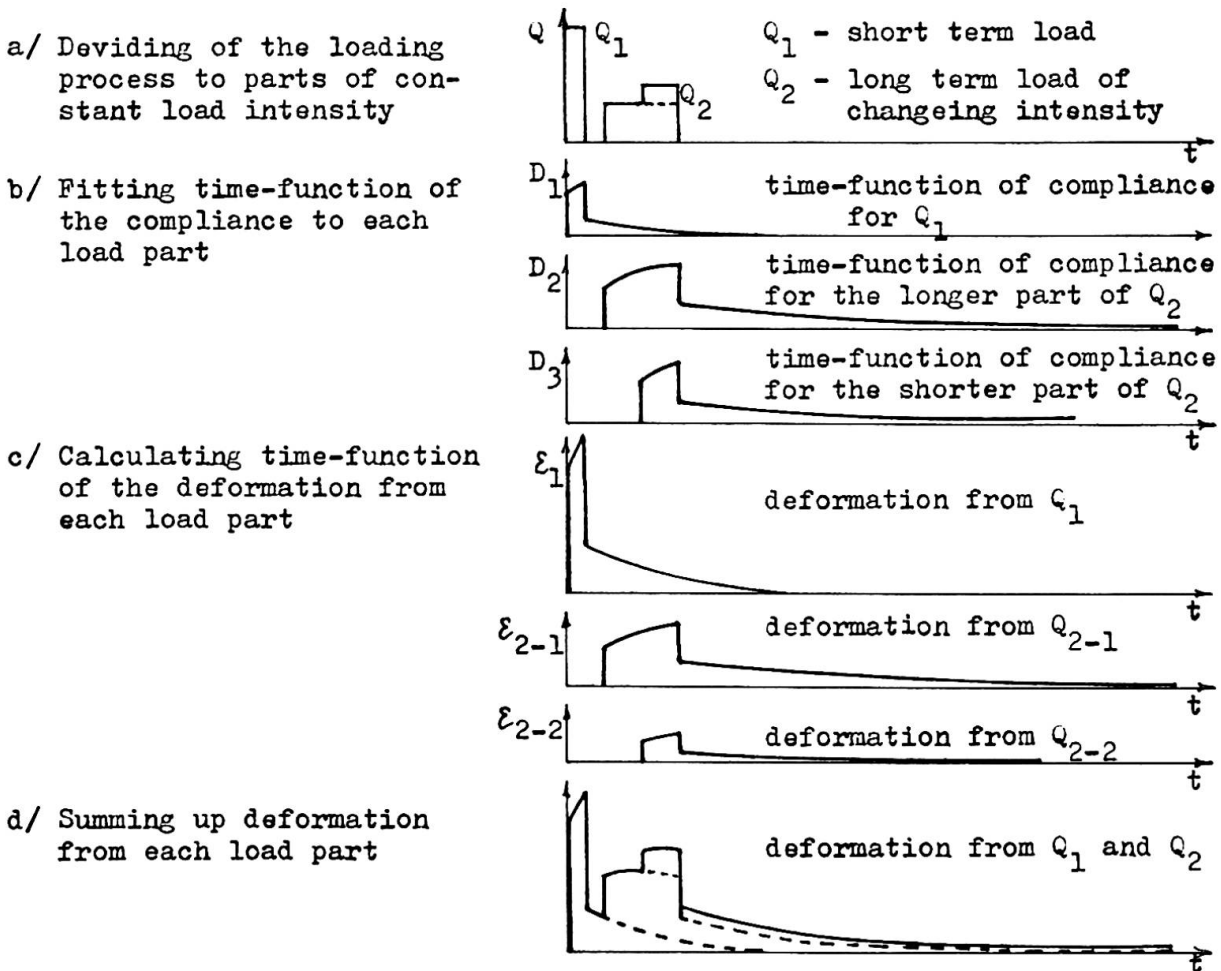 a/ Deviding of the loading
process to parts of con-
stant load intensity
Q
Q1
Q2
Q1 - short term load
Q2 - long term load of
changeing intensity
t
b/ Fitting time-function of
the compliance to each
load part
D1
time-function of compliance
for Q1
D2
time-function of compliance
for the longer part of Q2
D3
time-function of compliance
for the shorter part of Q2
t
c/ Calculating time-function
of the deformation from
each load part
ε1
deformation from Q1
t
ε2-1
deformation from Q2-1
t
ε2-2
deformation from Q2-2
t
d/ Summing up deformation
from each load part
deformation from Q1 and Q2
t